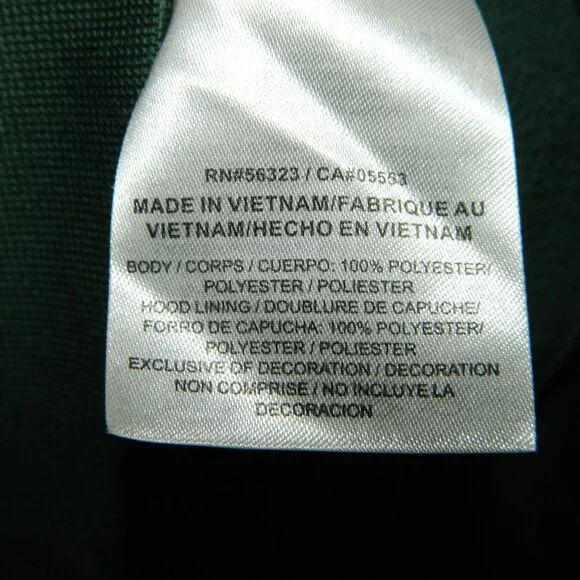 RN#56323 / CA#05553
MADE IN VIETNAM/FABRIQUE AU
VIETNAM/HECHO EN VIETNAM
BODY / CORPS / CUERPO: 100% POLYESTER/
POLYESTER / POLIESTER
HOOD LINING / DOUBLURE DE CAPUCHE/
FORRO DE CAPUCHA: 100% POLYESTER/
POLYESTER / POLIESTER
EXCLUSIVE OF DECORATION / DECORATION
NON COMPRISE / NO INCLUYE LA
DECORACION